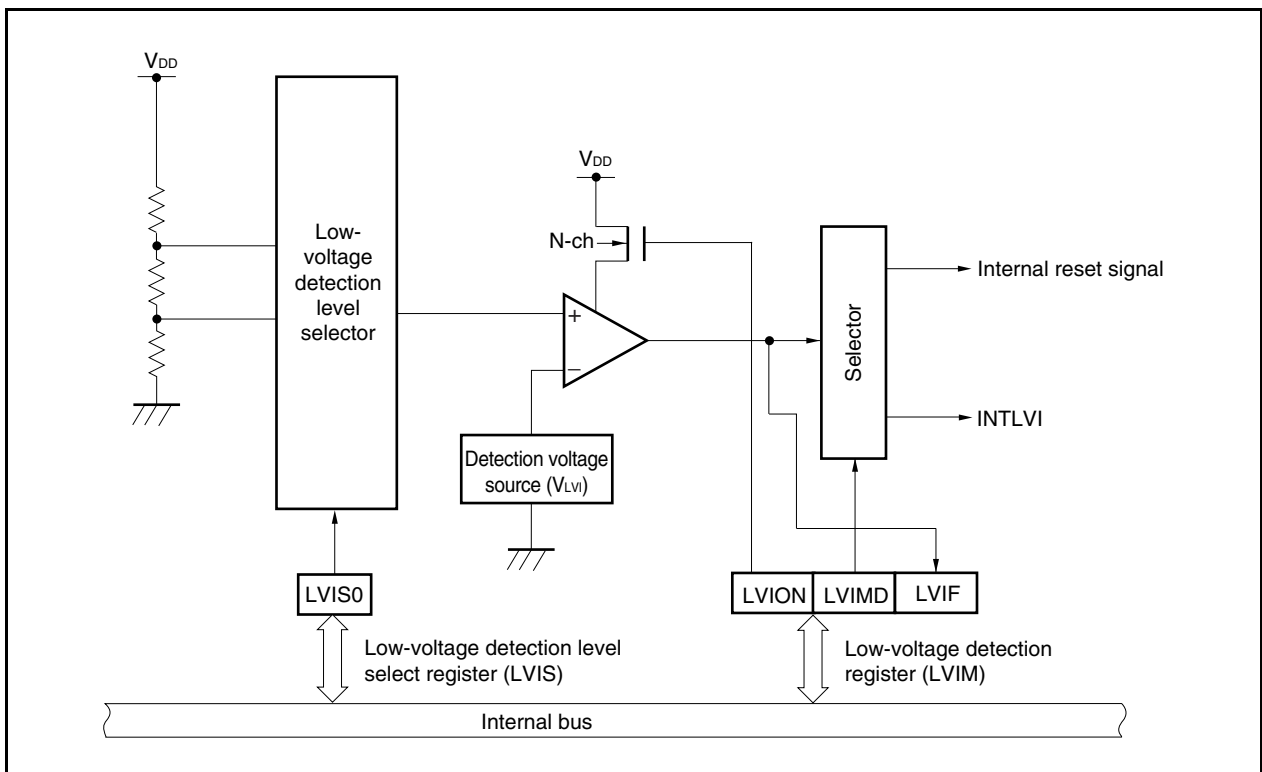 VDD
Low-
voltage
detection
level
selector
VDD
N-ch
+
−
Detection voltage
source (VLVI)
Selector
Internal reset signal
INTLVI
LVIS0
LVION
LVIMD
LVIF
Low-voltage detection level
select register (LVIS)
Low-voltage detection
register (LVIM)
Internal bus